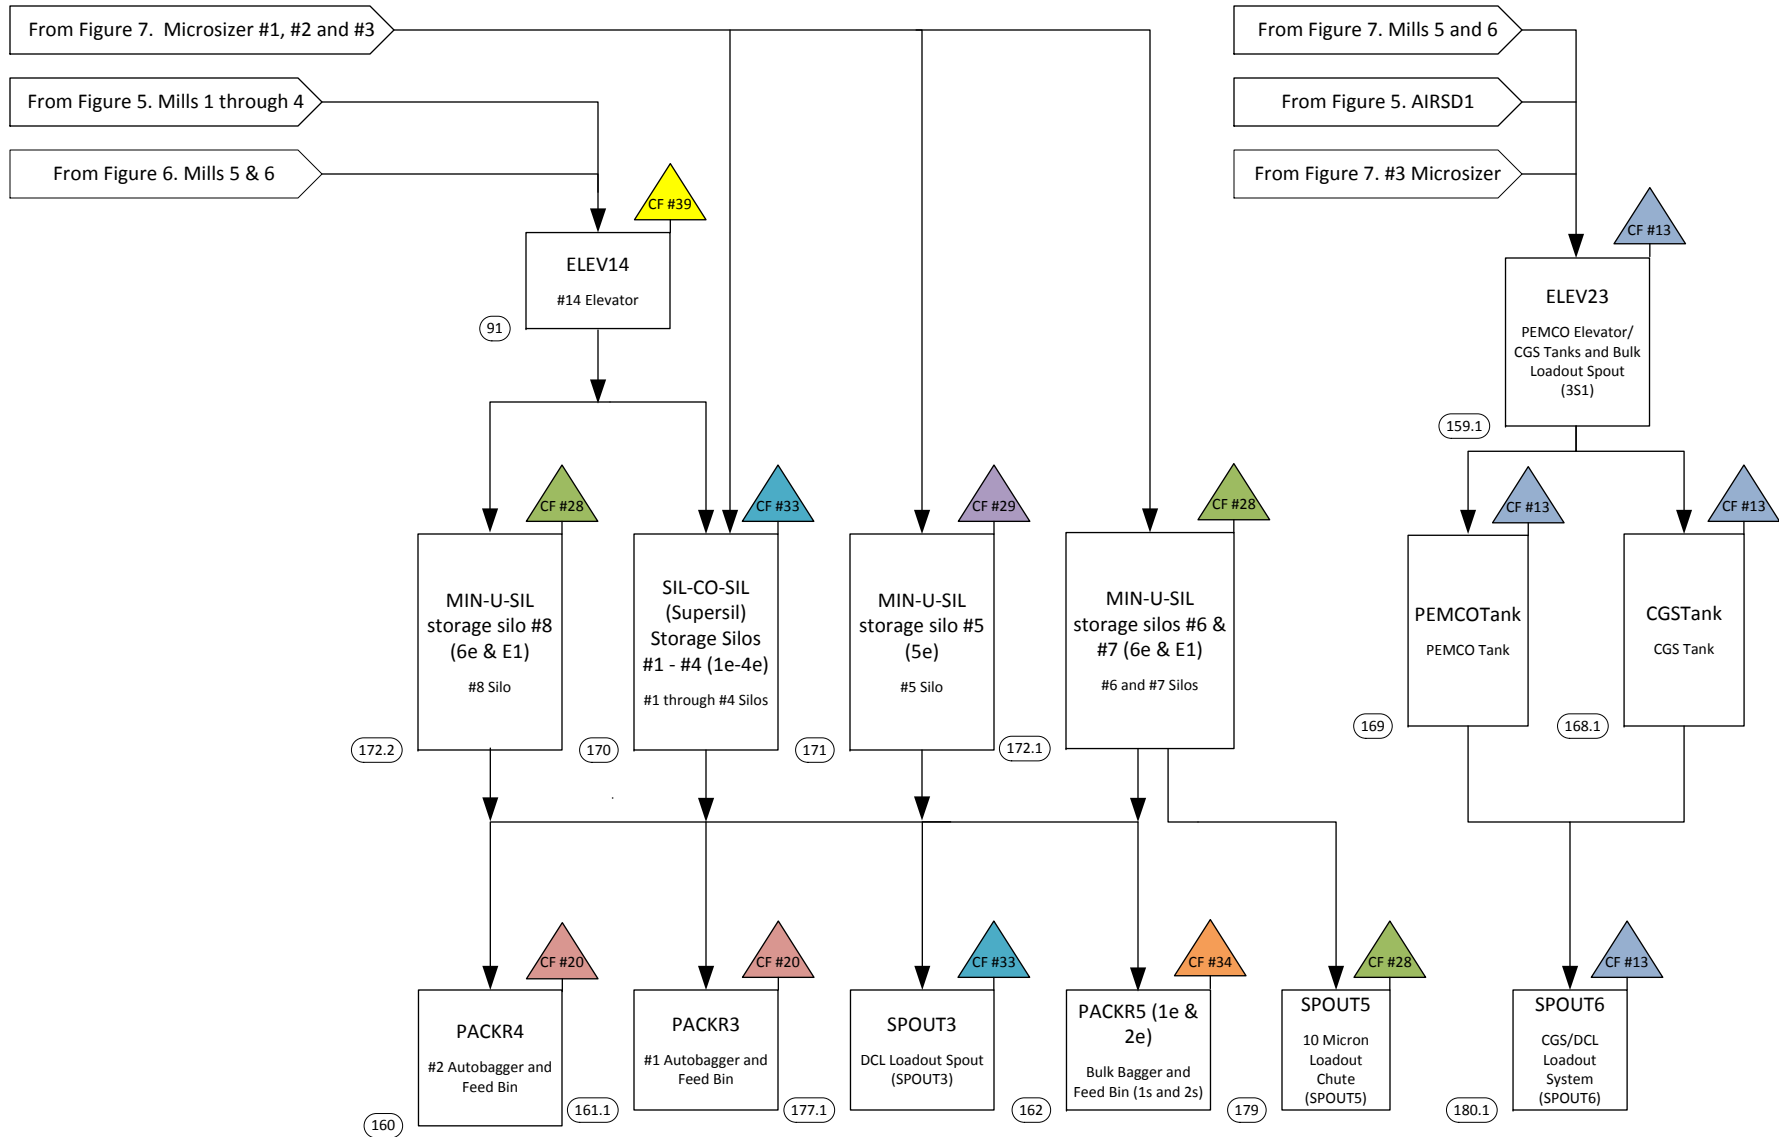 From Figure 7.  Microsizer #1, #2 and #3
From Figure 7. Mills 5 and 6
From Figure 5. Mills 1 through 4
From Figure 5. AIRSD1
From Figure 6. Mills 5 & 6
From Figure 7. #3 Microsizer
CF #39
CF #13
ELEV14
#14 Elevator
91
ELEV23
PEMCO Elevator/
CGS Tanks and Bulk
Loadout Spout
(3S1)
159.1
CF #28
CF #33
CF #29
CF #28
CF #13
CF #13
MIN-U-SIL
storage silo #8
(6e & E1)
#8 Silo
172.2
SIL-CO-SIL
(Supersil)
Storage Silos
#1 - #4 (1e-4e)
#1 through #4 Silos
170
MIN-U-SIL
storage silo #5
(5e)
#5 Silo
171
MIN-U-SIL
storage silos #6 &
#7 (6e & E1)
#6 and #7 Silos
172.1
PEMCOTank
PEMCO Tank
169
CGSTank
CGS Tank
168.1
CF #20
CF #20
CF #33
CF #34
CF #28
CF #13
PACKR4
#2 Autobagger and
Feed Bin
160
PACKR3
#1 Autobagger and
Feed Bin
161.1
SPOUT3
DCL Loadout Spout
(SPOUT3)
177.1
PACKR5 (1e &
2e)
Bulk Bagger and
Feed Bin (1s and 2s)
162
SPOUT5
10 Micron
Loadout
Chute
(SPOUT5)
179
SPOUT6
CGS/DCL
Loadout
System
(SPOUT6)
180.1